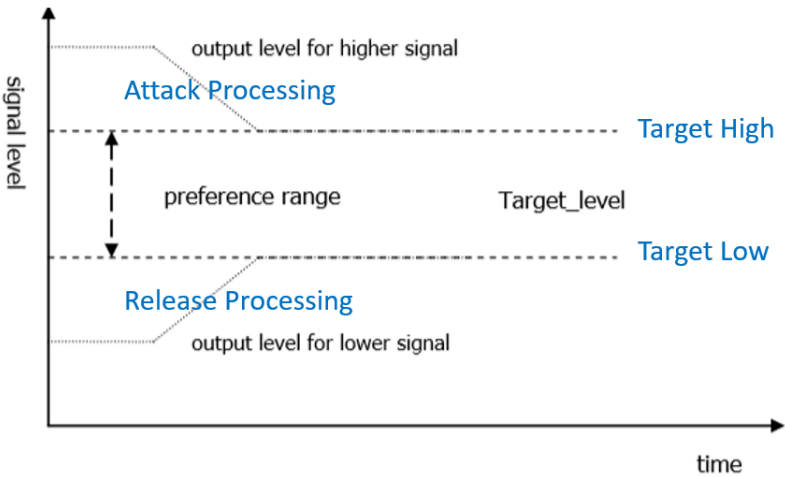 output level for higher signal
Attack Processing
signal level
Target High
preference range
Target_level
Target Low
Release Processing
output level for lower signal
time